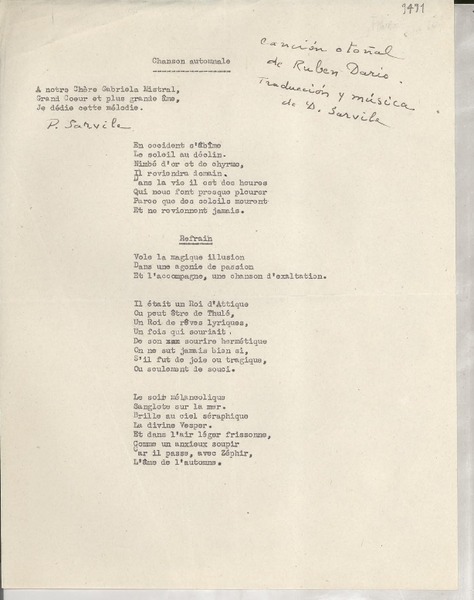 9491
Chanson automnale
Canción otoñal
de Ruben Dario.
Traducción y música
de D. Sarvile
A notre Chère Gabriela Mistral,
Grand Coeur et plus grande âme,
Je dédie cette mélodie.
P. Sarvile
En occident s'âbîme
Le soleil au déclin.
Nimbé d'or et de chyrme,
Il reviendra demain.
Dans la vie il est des heures
Qui nous font presque pleurer
Parce que des soleils meurent
Et ne reviennent jamais.
Refrain
Vole la magique illusion
Dans une agonie de passion
Et l'accompagne, une chanson d'exaltation.
Il était un Roi d'Attique
Ou peut être de Thulé,
Un Roi de rêves lyriques,
Un fois qui souriait.
De son xxx sourire hermétique
On ne sut jamais bien si,
S'il fut de joie ou tragique,
Ou seulement de souci.
Le soir mélancolique
Sanglote sur la mer.
Brille au ciel séraphique
La divine Vesper.
Et dans l'air léger frissonne,
Comme un anxieux soupir
Car il passe, avec Zéphir,
L'âme de l'automne.